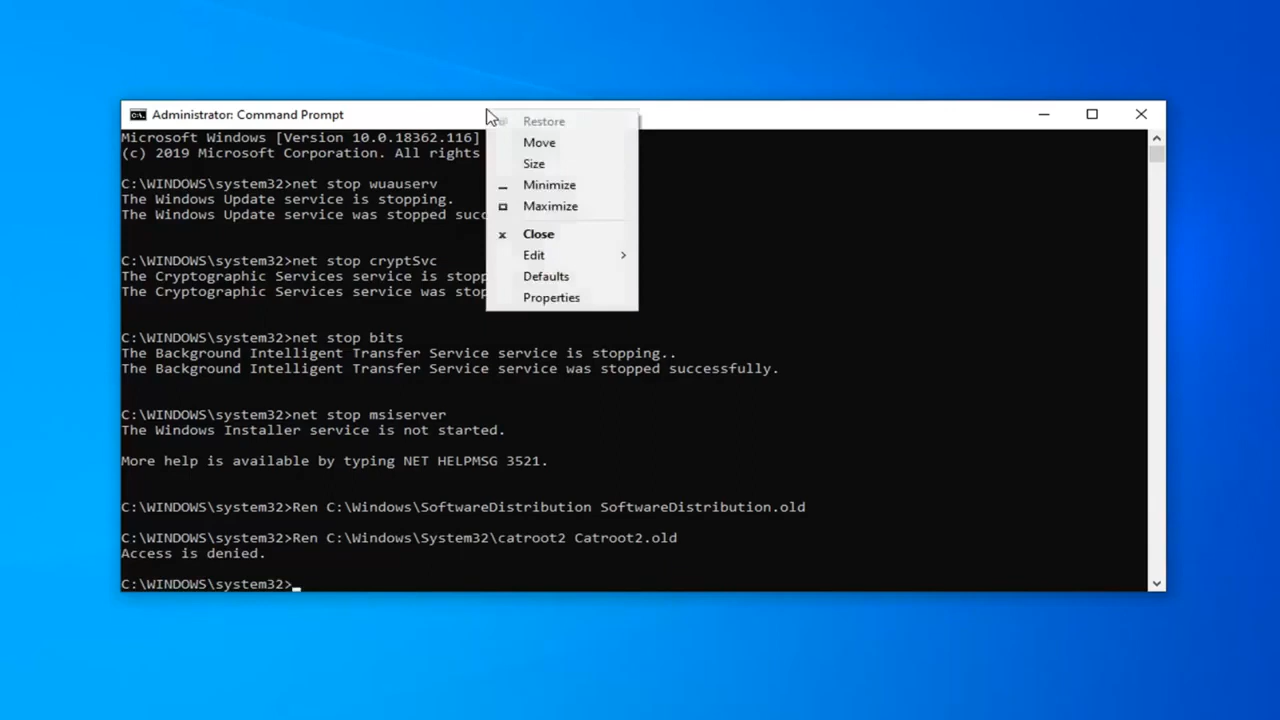 Administrator: Command Prompt
Microsoft Windows [Version 10.0.18362.116]
(c) 2019 Microsoft Corporation. All rights
C:\WINDOWS\system32>net stop wuauserv
The Windows Update service is stopping.
The Windows Update service was stopped succ
C:\WINDOWS\system32>net stop cryptSvc
The Cryptographic Services service is stopp
The Cryptographic Services service was stop
C:\WINDOWS\system32>net stop bits
The Background Intelligent Transfer Service service is stopping..
The Background Intelligent Transfer Service service was stopped successfully.
C:\WINDOWS\system32>net stop msiserver
The Windows Installer service is not started.
More help is available by typing NET HELPMSG 3521.
C:\WINDOWS\system32>Ren C:\Windows\SoftwareDistribution SoftwareDistribution.old
C:\WINDOWS\system32>Ren C:\Windows\System32\catroot2 Catroot2.old
Access is denied.
C:\WINDOWS\system32>_
Restore
Move
Size
Minimize
Maximize
Close
Edit
Defaults
Properties